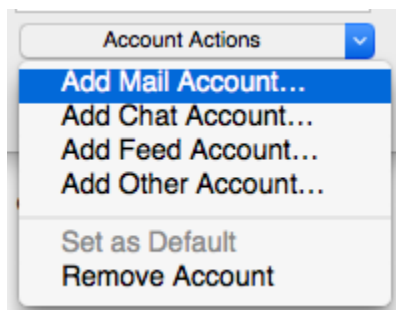 Account Actions
Add Mail Account...
Add Chat Account...
Add Feed Account...
Add Other Account...
Set as Default
Remove Account